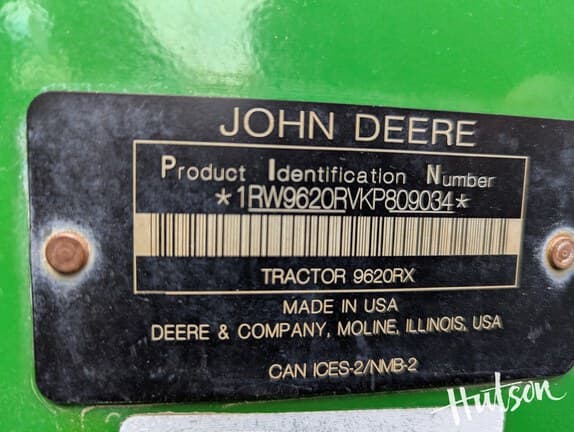 JOHN DEERE
Product Identification Number
*1RW9620RVKP809034*
TRACTOR 9620RX
MADE IN USA
DEERE & COMPANY, MOLINE, ILLINOIS, USA
CAN ICES-2/NMB-2
Hutson